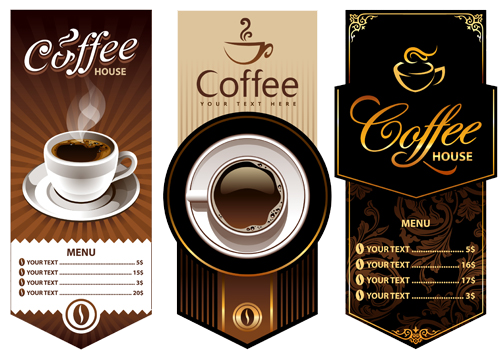 Coffee
HOUSE
MENU
YOUR TEXT ........................ 5$
YOUR TEXT ........................ 15$
YOUR TEXT ........................ 3$
YOUR TEXT ........................ 20$
Coffee
YOUR TEXT HERE
Coffee
HOUSE
MENU
YOUR TEXT ........................ 5$
YOUR TEXT ........................ 16$
YOUR TEXT ........................ 17$
YOUR TEXT ........................ 3$